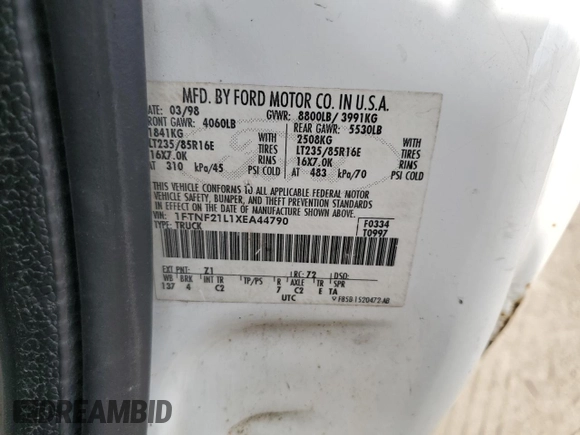 MFD. BY FORD MOTOR CO. IN U.S.A.
DATE: 03/98 GVWR: 8800LB/ 3991KG
FRONT GAWR: 4060LB REAR GAWR: 5530LB
1841KG WITH 2508KG WITH
LT235/85R16E TIRES LT235/85R16E TIRES
16X7.0K RIMS 16X7.0K RIMS
AT 310 kPa/45 PSI COLD AT 483 kPa/70 PSI COLD
THIS VEHICLE CONFORMS TO ALL APPLICABLE FEDERAL MOTOR
VEHICLE SAFETY, BUMPER, AND THEFT PREVENTION STANDARDS IN
EFFECT ON THE DATE OF MANUFACTURE SHOWN ABOVE.
VIN: 1FTNF21L1XEA44790 F0334
TYPE: TRUCK T0997
EXT PNT: Z1 RC: 72 DSO:
WB BRK INT TR TP/PS R AXLE TR SPR
137 4 C2 7 C2 E TA
UTC F85B-1520472-AB
DREAMBID